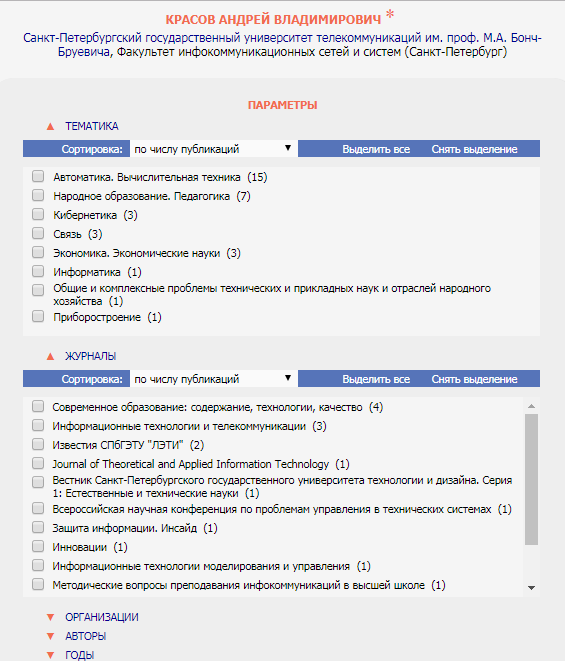 КРАСОВ АНДРЕЙ ВЛАДИМИРОВИЧ *
Санкт-Петербургский государственный университет телекоммуникаций им. проф. М.А. Бонч-
Бруевича, Факультет инфокоммуникационных сетей и систем (Санкт-Петербург)
ПАРАМЕТРЫ
▲ ТЕМАТИКА
Сортировка: по числу публикаций ▼ Выделить все Снять выделение
Автоматика. Вычислительная техника (15)
Народное образование. Педагогика (7)
Кибернетика (3)
Связь (3)
Экономика. Экономические науки (3)
Информатика (1)
Общие и комплексные проблемы технических и прикладных наук и отраслей народного
хозяйства (1)
Приборостроение (1)
▲ ЖУРНАЛЫ
Сортировка: по числу публикаций ▼ Выделить все Снять выделение
Современное образование: содержание, технологии, качество (4)
Информационные технологии и телекоммуникации (3)
Известия СПбГЭТУ "ЛЭТИ" (2)
Journal of Theoretical and Applied Information Technology (1)
Вестник Санкт-Петербургского государственного университета технологии и дизайна. Серия
1: Естественные и технические науки (1)
Всероссийская научная конференция по проблемам управления в технических системах (1)
Защита информации. Инсайд (1)
Инновации (1)
Информационные технологии моделирования и управления (1)
Методические вопросы преподавания инфокоммуникаций в высшей школе (1)
▼ ОРГАНИЗАЦИИ
▼ АВТОРЫ
▼ ГОДЫ